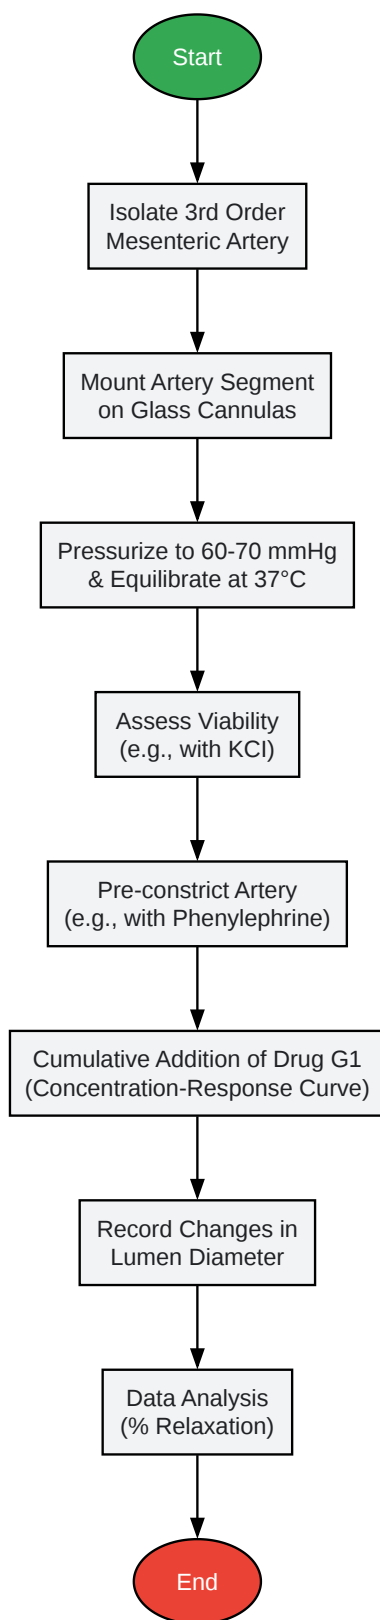 Start
Isolate 3rd Order
Mesenteric Artery
Mount Artery Segment
on Glass Cannulas
Pressurize to 60-70 mmHg
& Equilibrate at 37°C
Assess Viability
(e.g., with KCl)
Pre-constrict Artery
(e.g., with Phenylephrine)
Cumulative Addition of Drug G1
(Concentration-Response Curve)
Record Changes in
Lumen Diameter
Data Analysis
(% Relaxation)
End